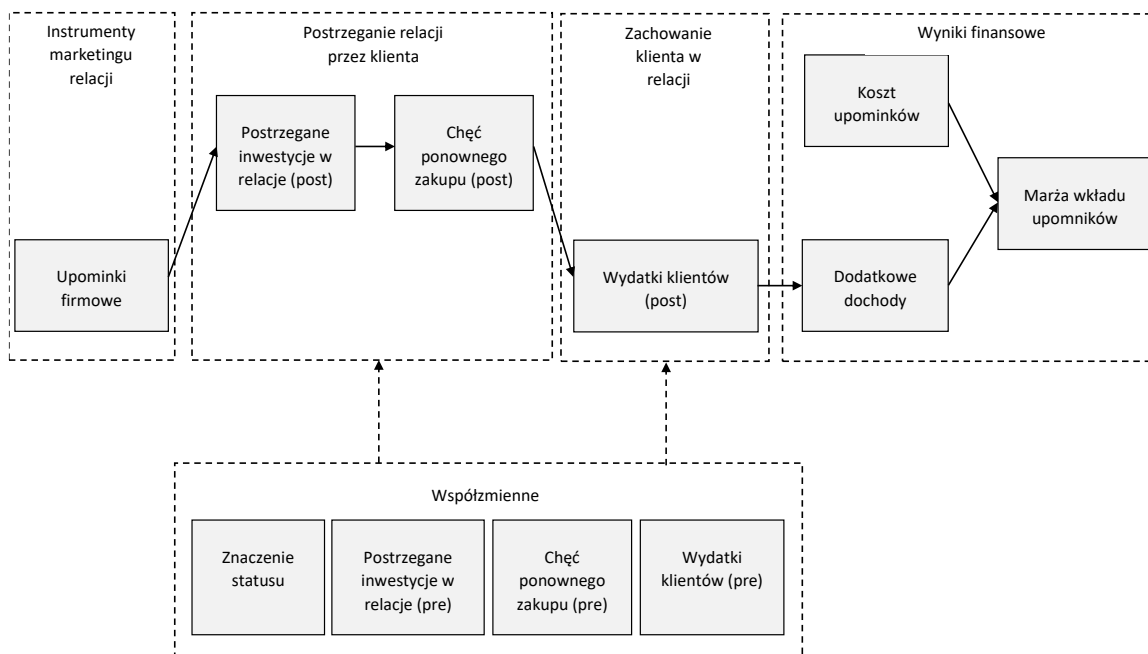 Instrumenty
marketingu
relacji
Postrzeganie relacji
przez klienta
Zachowanie
klienta w
relacji
Wyniki finansowe
Koszt
upominków
Postrzegane
inwestycje w
relacje (post)
Chęć
ponownego
zakupu (post)
Marża wkładu
upomników
Upominki
firmowe
Wydatki klientów
(post)
Dodatkowe
dochody
Współzmienne
Znaczenie
statusu
Postrzegane
inwestycje w
relacje (pre)
Chęć
ponownego
zakupu (pre)
Wydatki
klientów (pre)